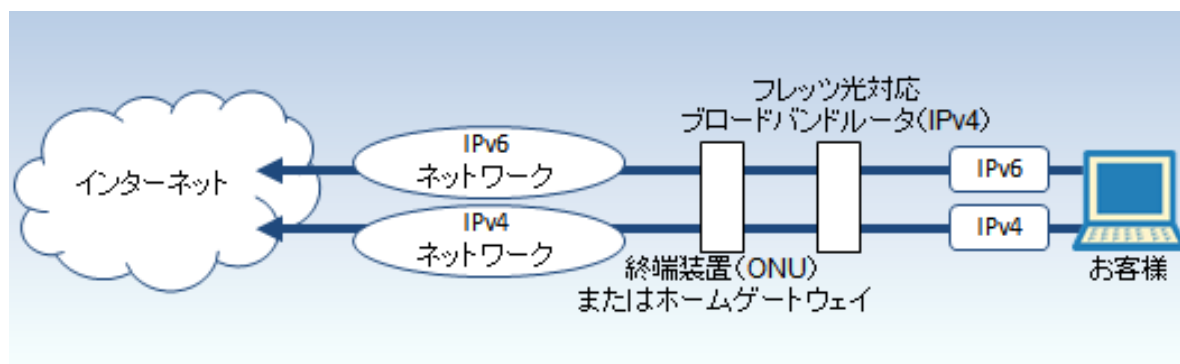 フレッツ光対応
ブロードバンドルータ(IPv4)
インターネット
IPv6
ネットワーク
IPv6
IPv4
ネットワーク
IPv4
終端装置(ONU)
またはホームゲートウェイ
お客様